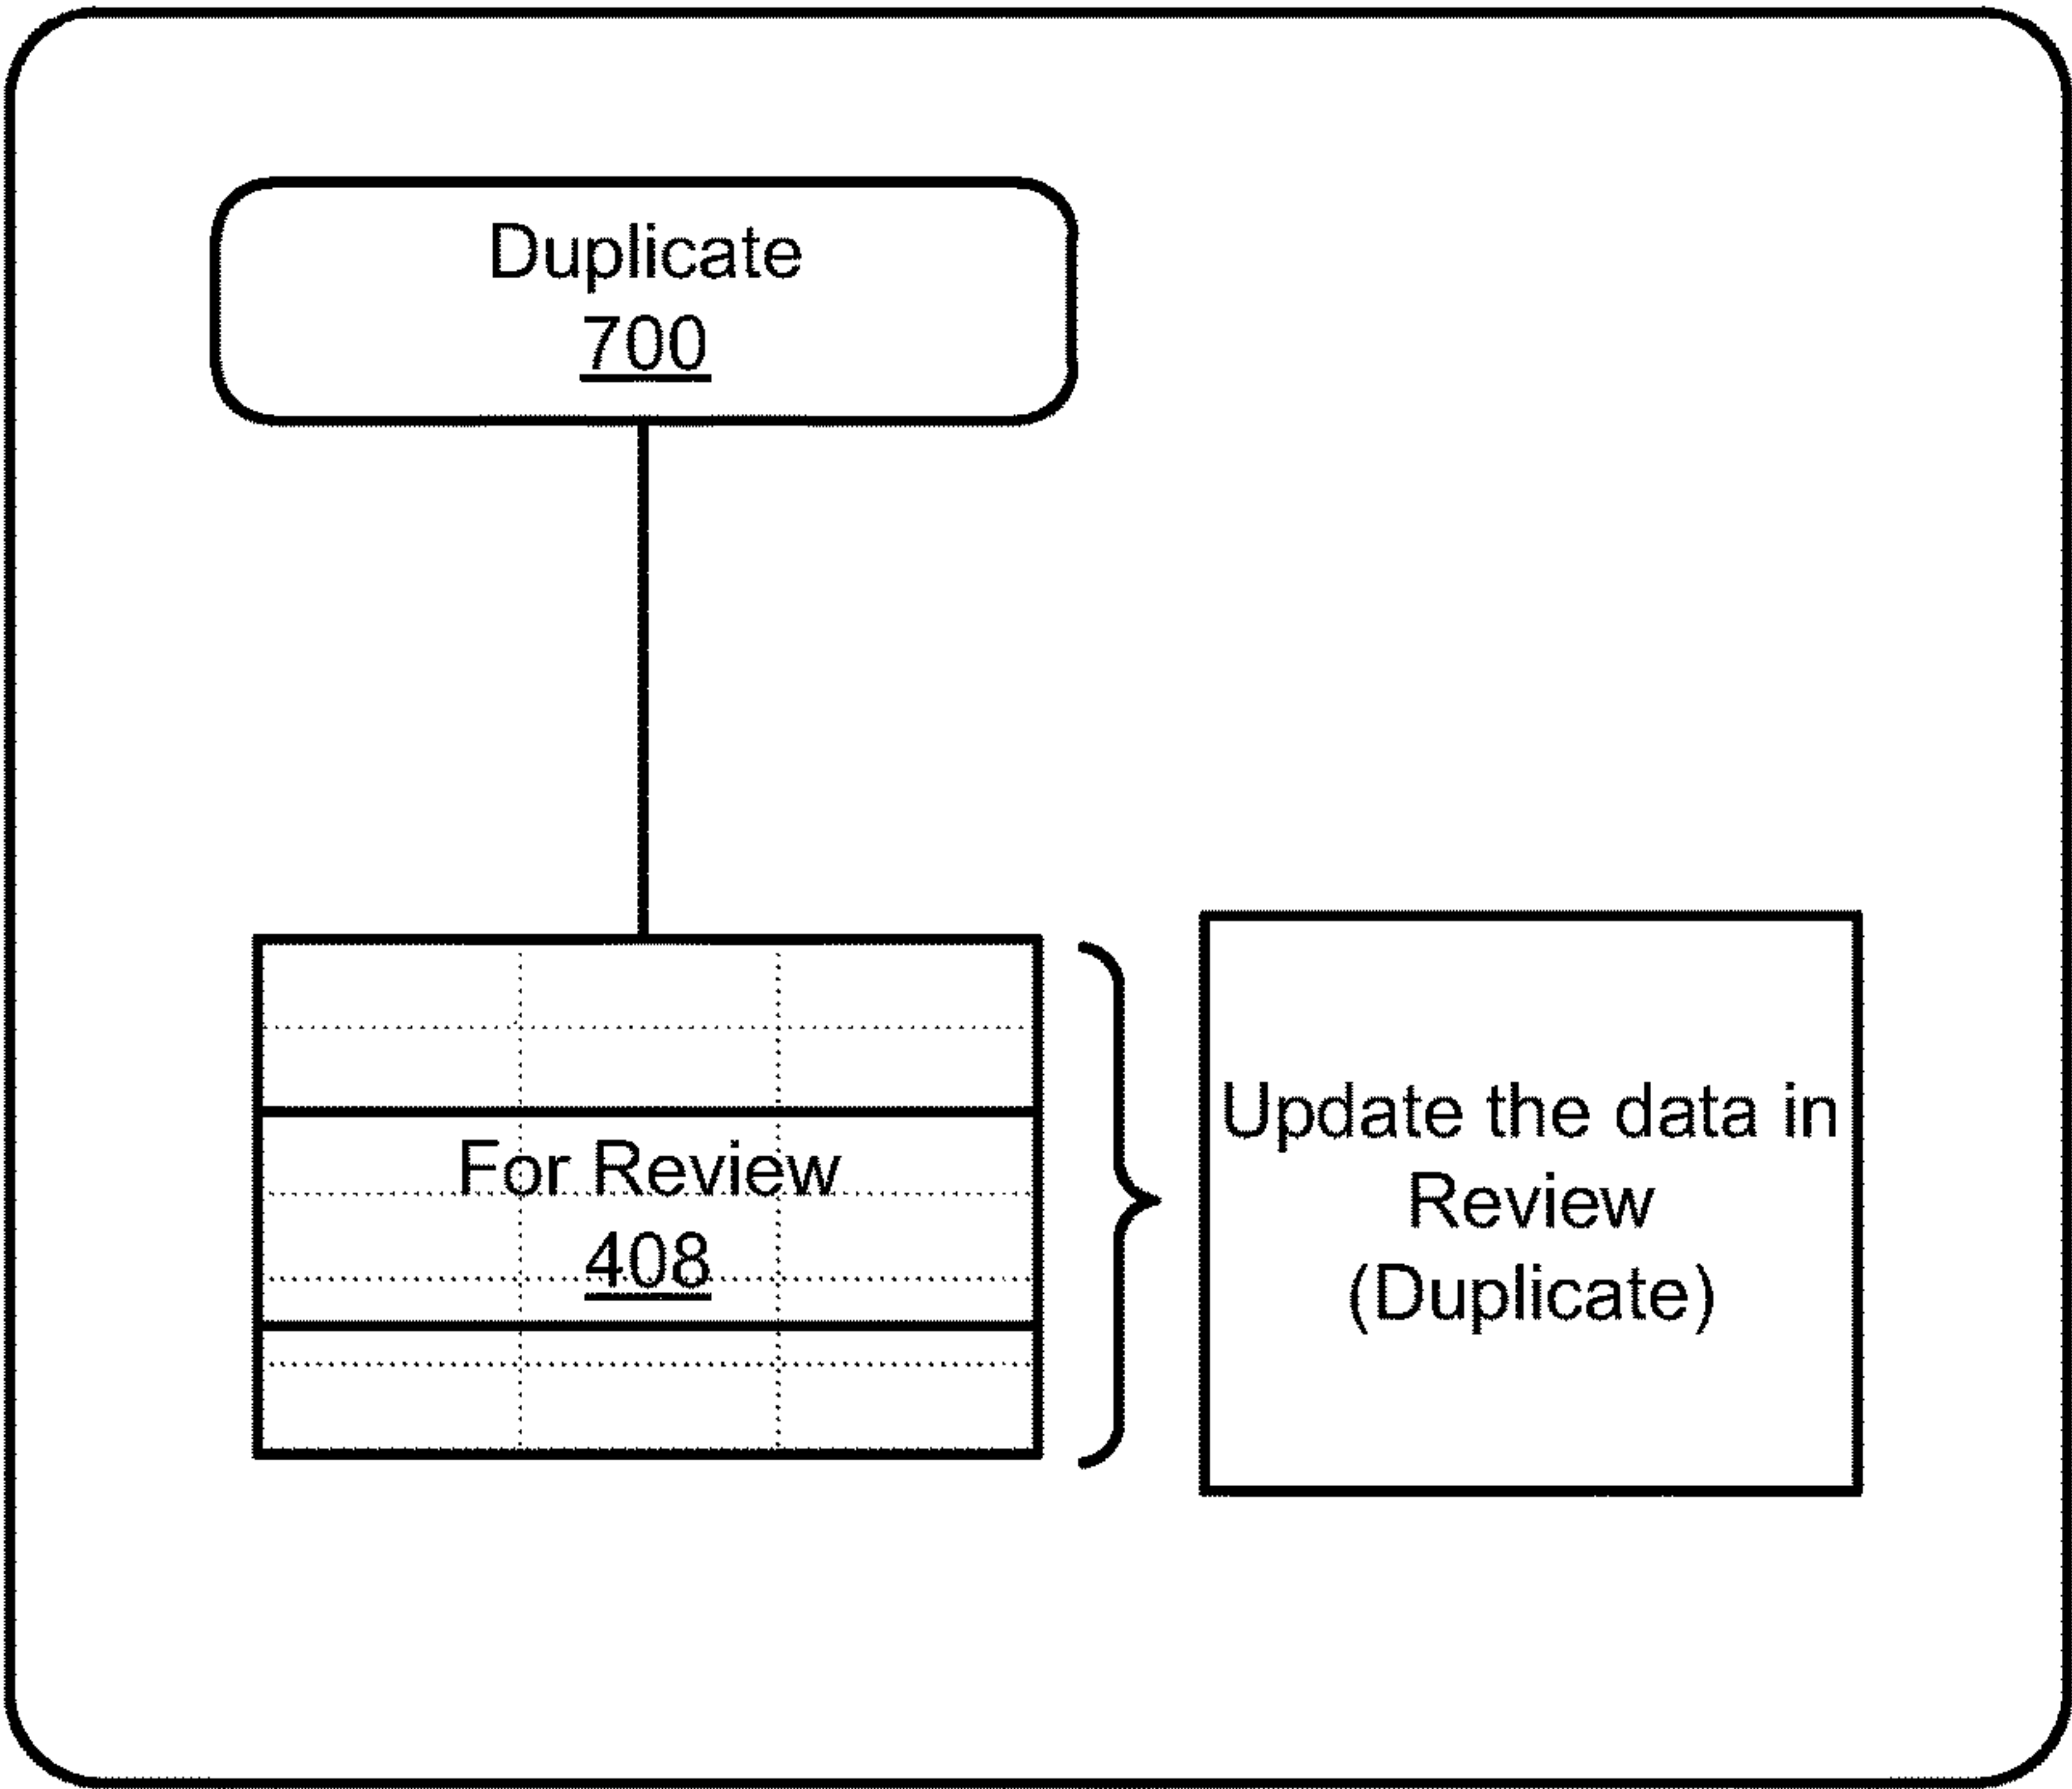 Duplicate
700
For Review
408
Update the data in
Review
(Duplicate)